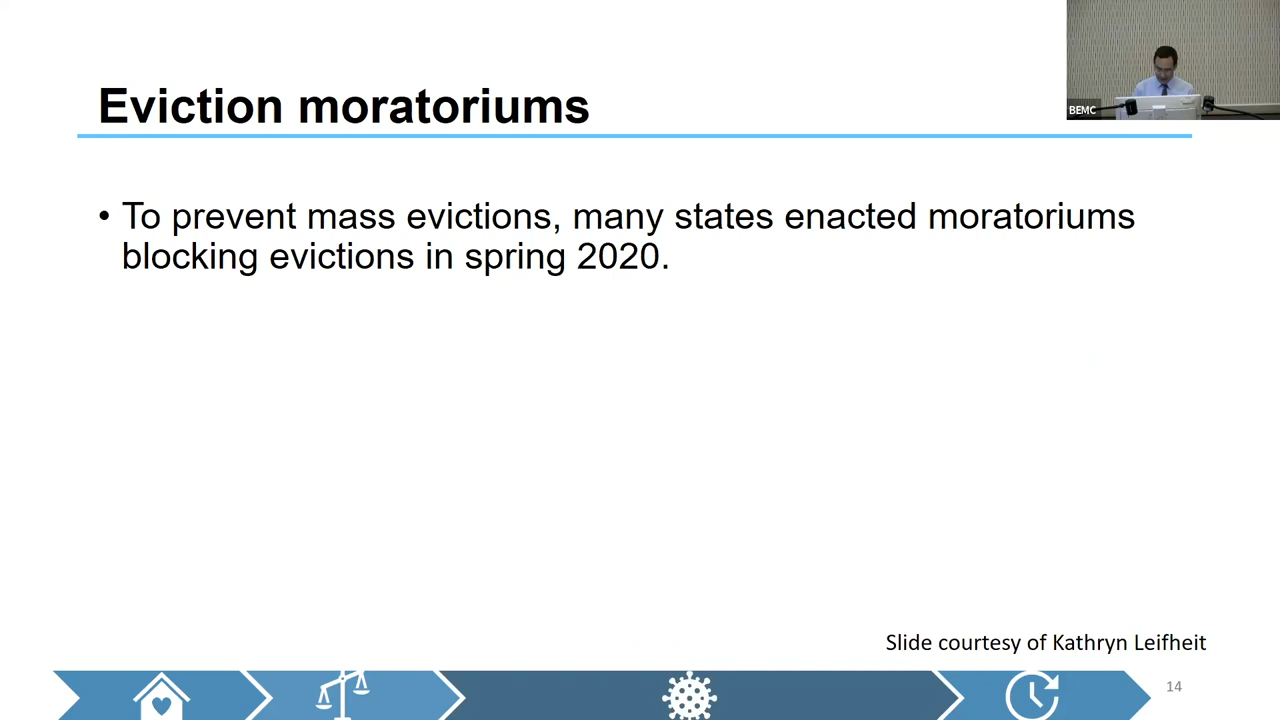 BEMC
Eviction moratoriums
• To prevent mass evictions, many states enacted moratoriums
blocking evictions in spring 2020.
Slide courtesy of Kathryn Leifheit
14